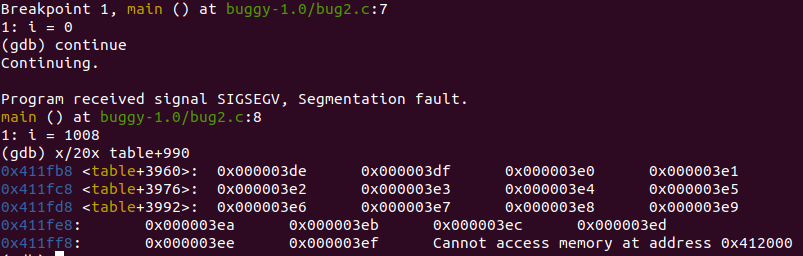 Breakpoint 1, main () at buggy-1.0/bug2.c:7
1: i = 0
(gdb) continue
Continuing.
Program received signal SIGSEGV, Segmentation fault.
main () at buggy-1.0/bug2.c:8
1: i = 1008
(gdb) x/20x table+990
0x411fb8 <table+3960>: 0x000003de 0x000003df 0x000003e0 0x000003e1
0x411fc8 <table+3976>: 0x000003e2 0x000003e3 0x000003e4 0x000003e5
0x411fd8 <table+3992>: 0x000003e6 0x000003e7 0x000003e8 0x000003e9
0x411fe8: 0x000003ea 0x000003eb 0x000003ec 0x000003ed
0x411ff8: 0x000003ee 0x000003ef Cannot access memory at address 0x412000